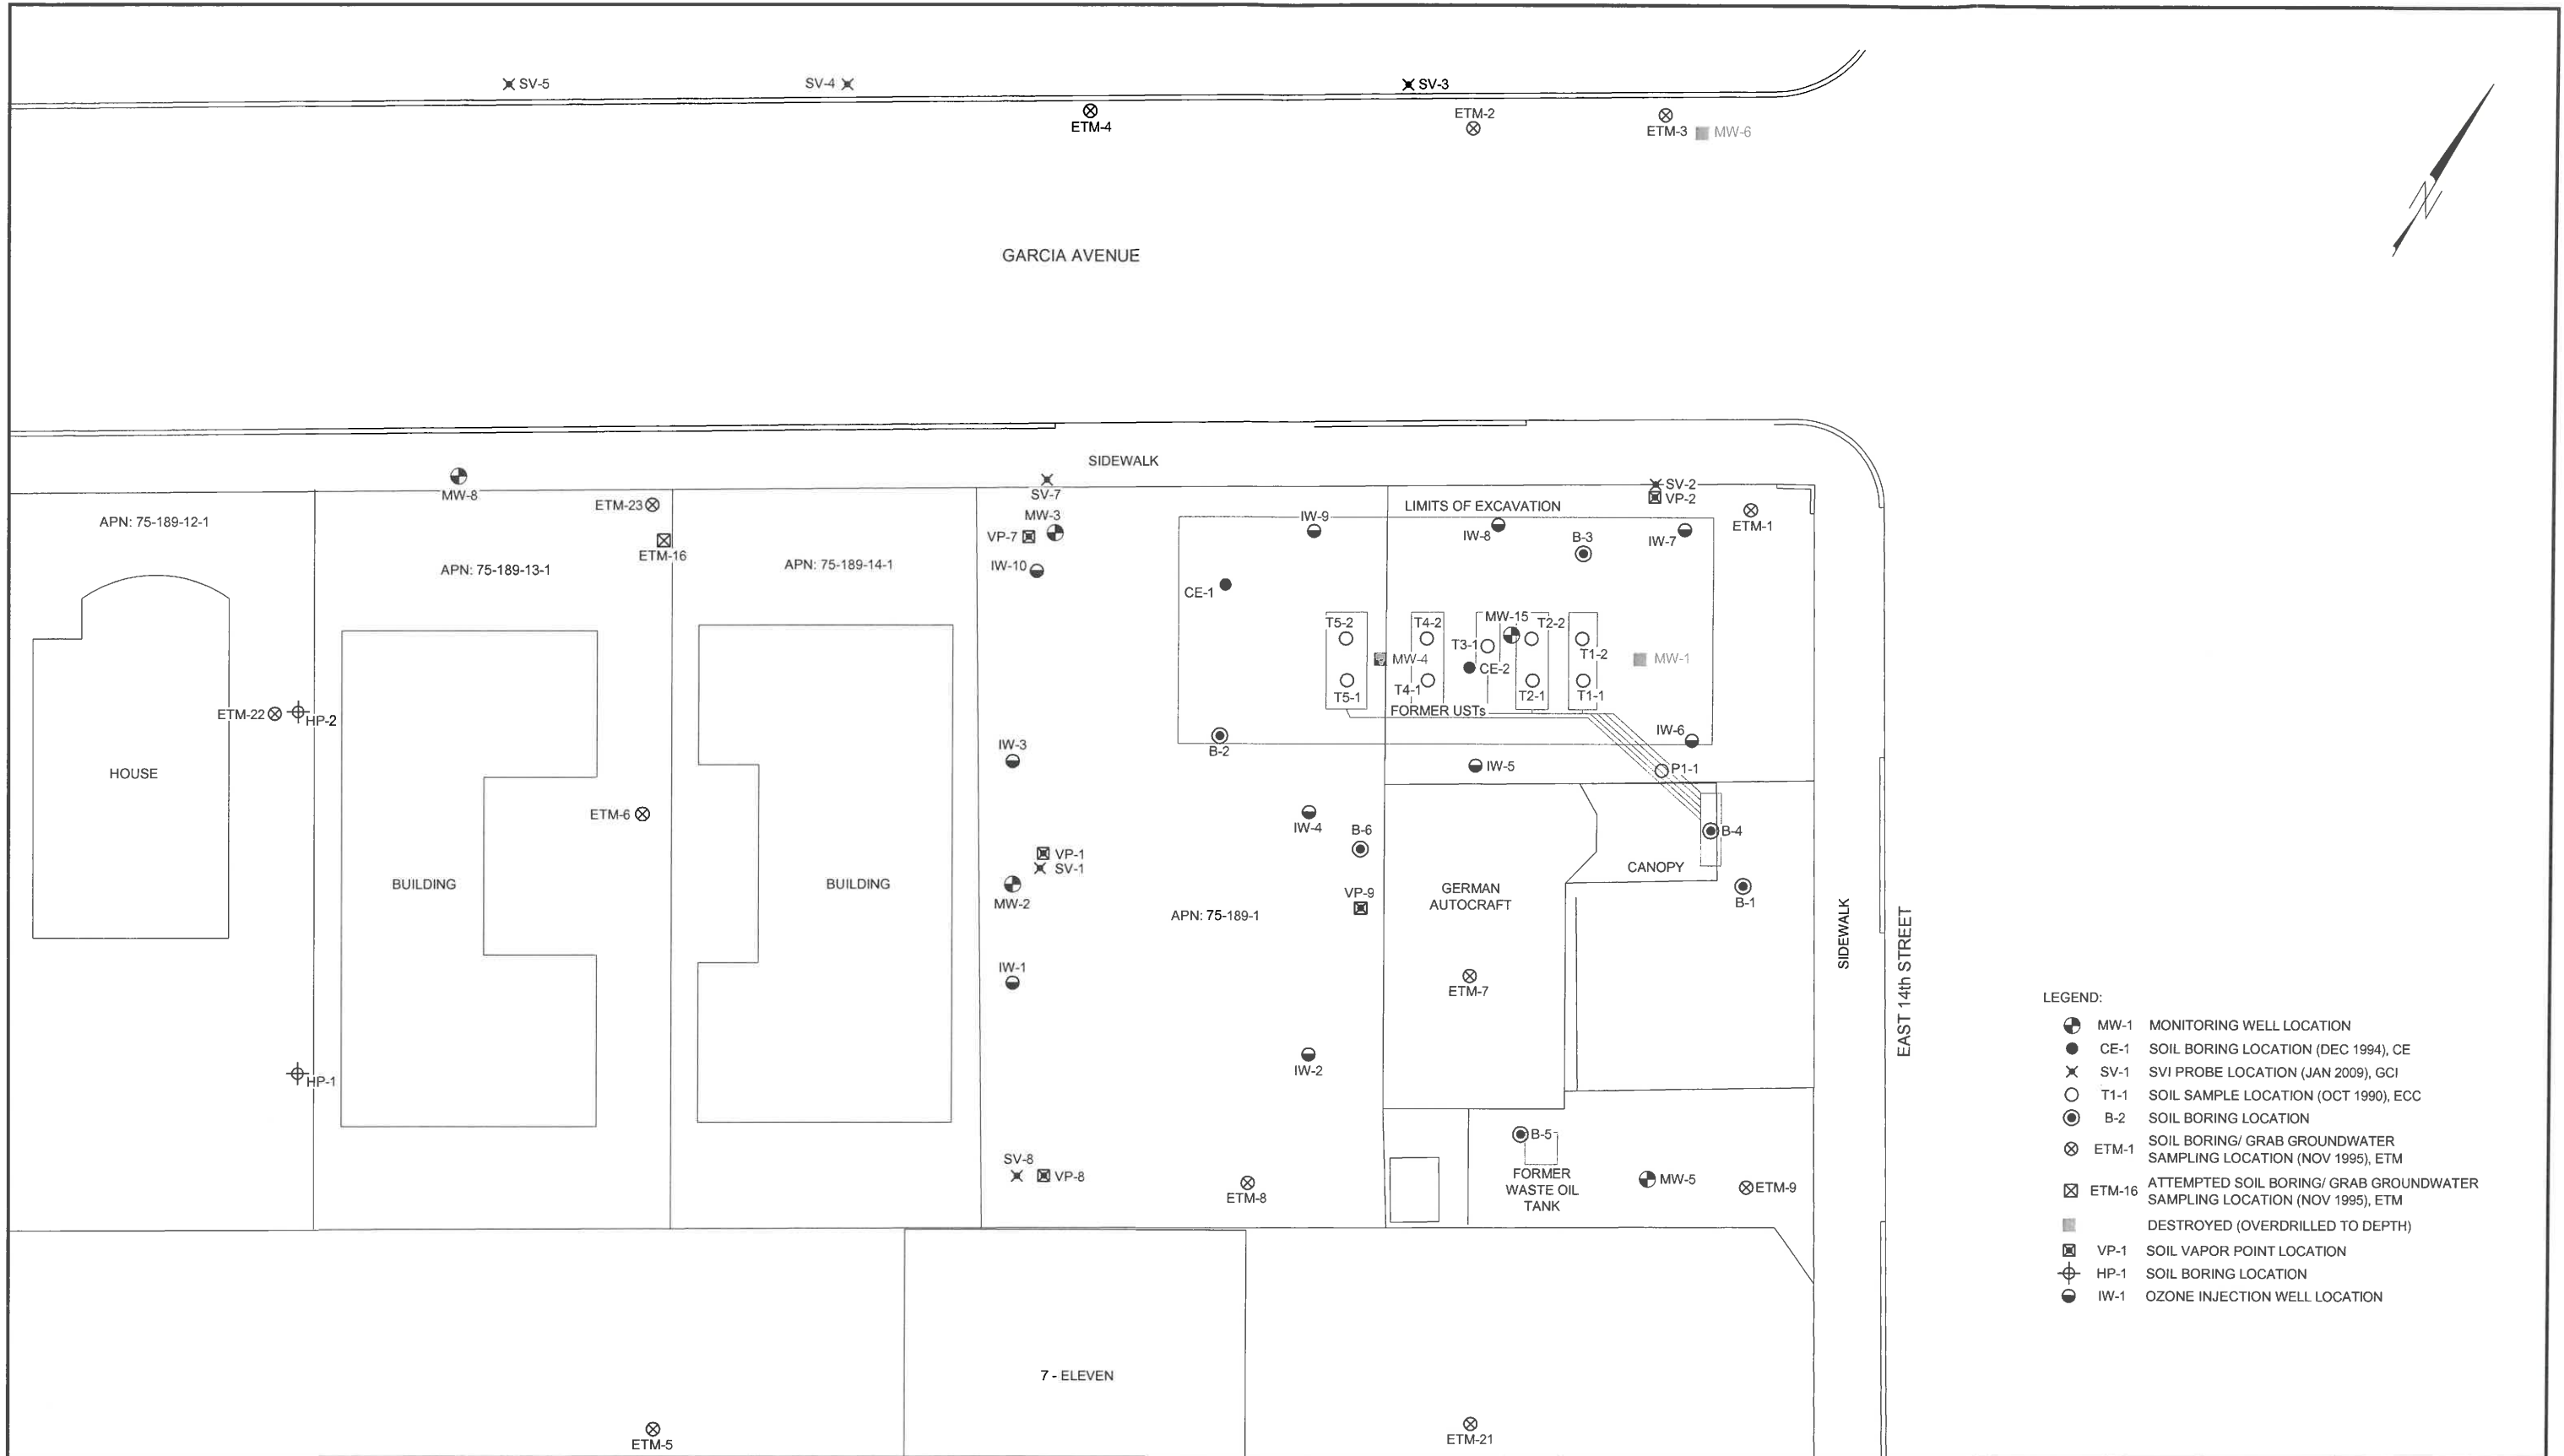 SV-5
SV-4
SV-3
ETM-4
ETM-2
ETM-3
MW-6
N
GARCIA AVENUE
SIDEWALK
MW-8
ETM-23
ETM-16
SV-7
MW-3
VP-7
IW-10
SV-2
VP-2
ETM-1
LIMITS OF EXCAVATION
IW-9
IW-8
B-3
IW-7
APN: 75-189-12-1
APN: 75-189-13-1
APN: 75-189-14-1
CE-1
T5-2
T4-2
MW-15
T2-2
T3-1
T1-2
MW-4
CE-2
MW-1
T5-1
T4-1
T2-1
T1-1
FORMER USTs
ETM-22
HP-2
B-2
IW-6
IW-3
IW-5
P1-1
HOUSE
ETM-6
IW-4
B-6
B-4
VP-1
SV-1
CANOPY
BUILDING
BUILDING
MW-2
VP-9
GERMAN
AUTOCRAFT
B-1
APN: 75-189-1
SIDEWALK
EAST 14th STREET
IW-1
ETM-7
HP-1
IW-2
B-5
SV-8
VP-8
ETM-8
FORMER
WASTE OIL
TANK
MW-5
ETM-9
7 - ELEVEN
ETM-5
ETM-21
LEGEND:
MW-1 MONITORING WELL LOCATION
CE-1 SOIL BORING LOCATION (DEC 1994), CE
SV-1 SVI PROBE LOCATION (JAN 2009), GCI
T1-1 SOIL SAMPLE LOCATION (OCT 1990), ECC
B-2 SOIL BORING LOCATION
ETM-1 SOIL BORING/ GRAB GROUNDWATER
SAMPLING LOCATION (NOV 1995), ETM
ETM-16 ATTEMPTED SOIL BORING/ GRAB GROUNDWATER
SAMPLING LOCATION (NOV 1995), ETM
DESTROYED (OVERDRILLED TO DEPTH)
VP-1 SOIL VAPOR POINT LOCATION
HP-1 SOIL BORING LOCATION
IW-1 OZONE INJECTION WELL LOCATION